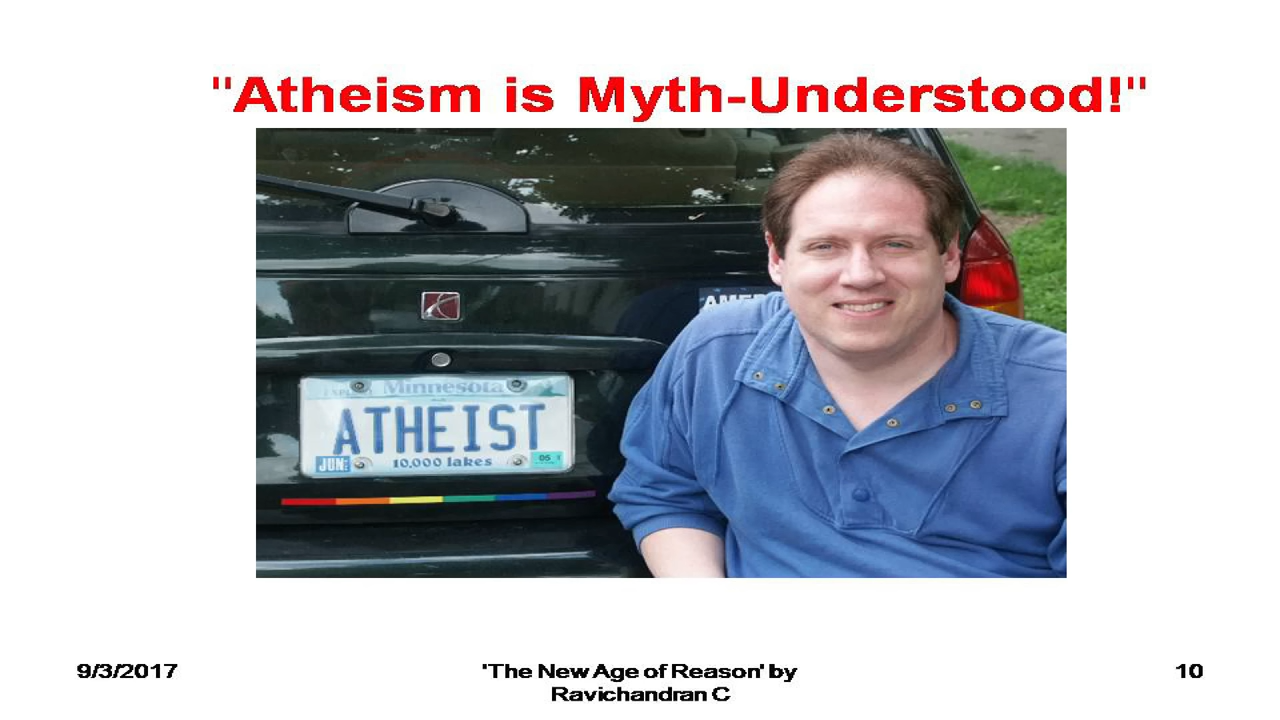 "Atheism is Myth-Understood!"
AMER
Minnesota
ATHEIST
JUN
10,000 lakes
05
9/3/2017
'The New Age of Reason' by
Ravichandran C
10